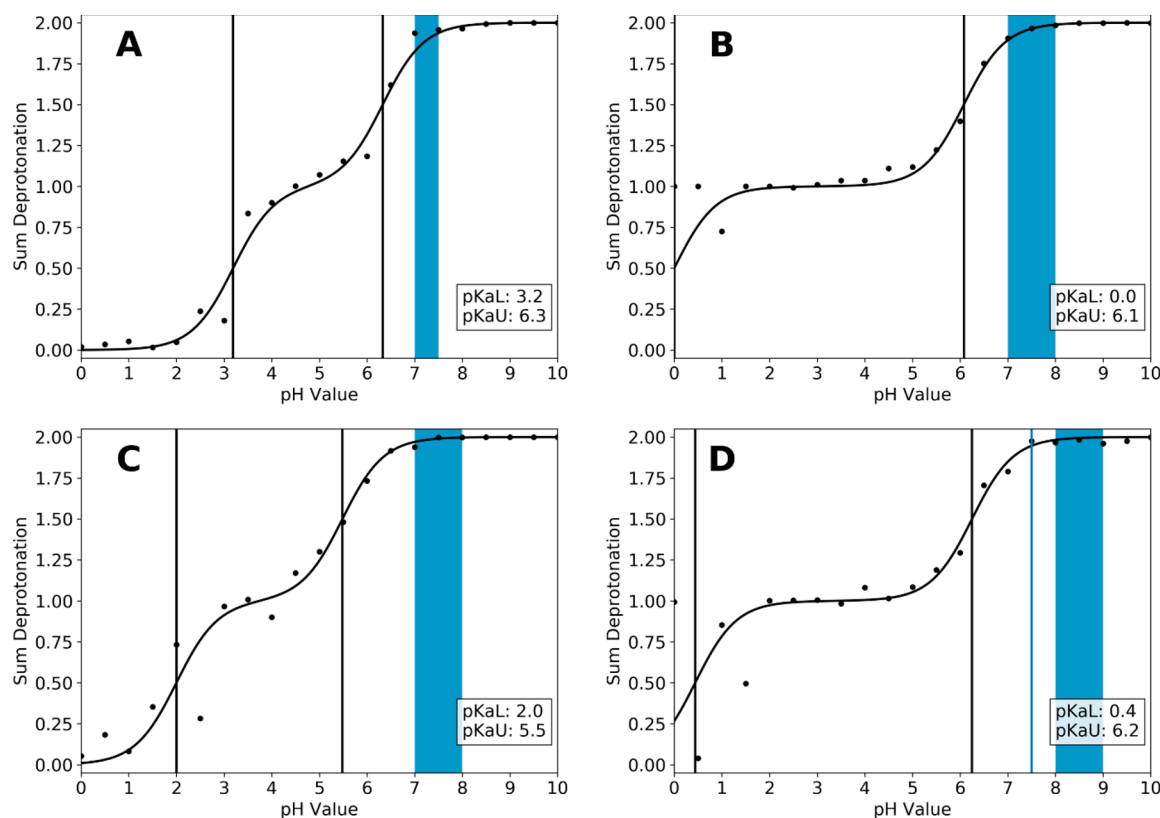 A
2.00
1.75
1.50
1.25
1.00
0.75
0.50
0.25
0.00
Sum Deprotonation
pKaL: 3.2
pKaU: 6.3
0 1 2 3 4 5 6 7 8 9 10
pH Value
B
2.00
1.75
1.50
1.25
1.00
0.75
0.50
0.25
0.00
Sum Deprotonation
pKaL: 0.0
pKaU: 6.1
0 1 2 3 4 5 6 7 8 9 10
pH Value
C
2.00
1.75
1.50
1.25
1.00
0.75
0.50
0.25
0.00
Sum Deprotonation
pKaL: 2.0
pKaU: 5.5
0 1 2 3 4 5 6 7 8 9 10
pH Value
D
2.00
1.75
1.50
1.25
1.00
0.75
0.50
0.25
0.00
Sum Deprotonation
pKaL: 0.4
pKaU: 6.2
0 1 2 3 4 5 6 7 8 9 10
pH Value